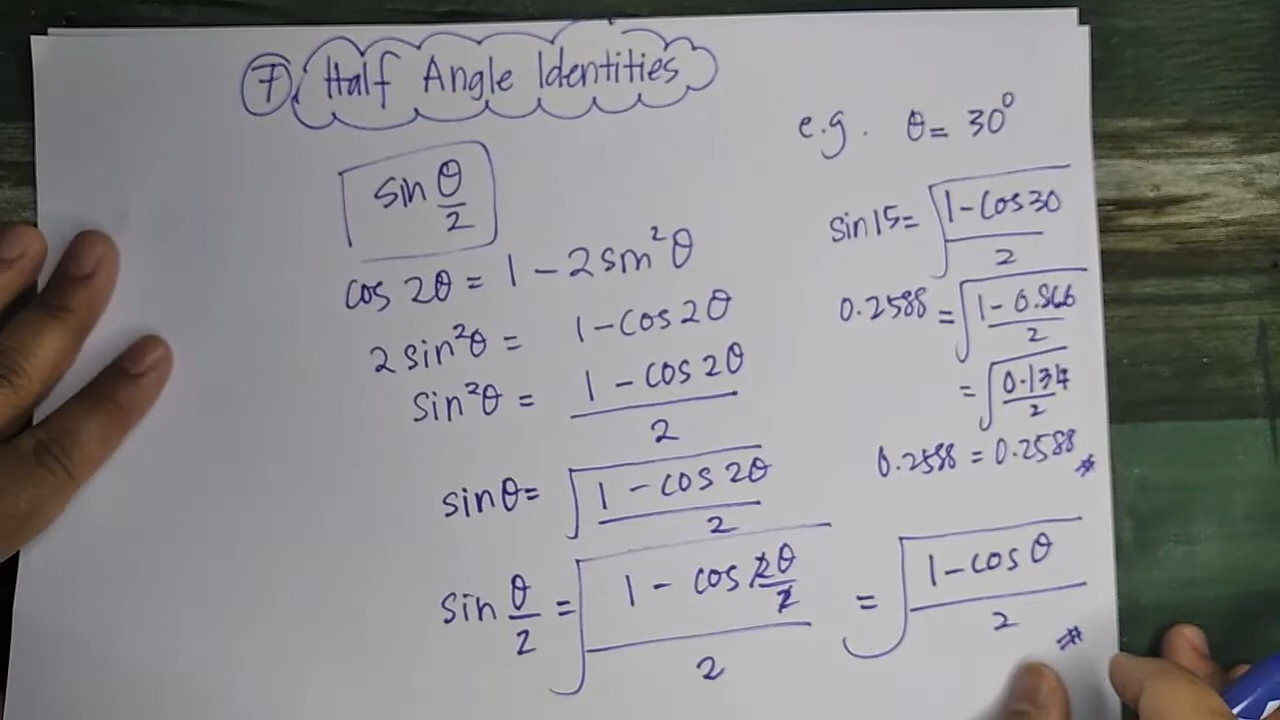 ⑦ Half Angle Identities
sin θ/2
cos 2θ = 1 - 2sin²θ
2 sin²θ = 1 - cos 2θ
sin²θ = (1 - cos 2θ)/2
sin θ = √((1 - cos 2θ)/2)
sin θ/2 = √((1 - cos 2θ/2)/2) = √((1 - cos θ)/2) #
e.g. θ = 30°
sin 15 = √((1 - cos 30)/2)
0.2588 = √((1 - 0.866)/2)
= √(0.134/2)
0.2588 = 0.2588 #